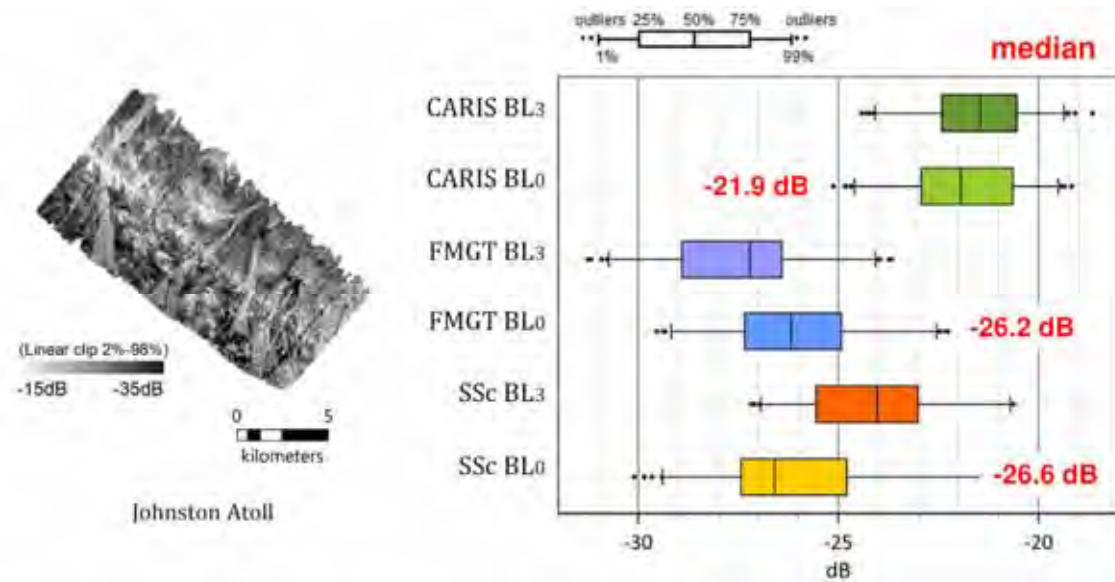 outliers 25% 50% 75% outliers
1% 99%
median
CARIS BL3
CARIS BL0
-21.9 dB
FMGT BL3
FMGT BL0
-26.2 dB
SSc BL3
SSc BL0
-26.6 dB
-30 -25 -20
dB
(Linear clip 2%-98%)
-15dB -35dB
0 5
kilometers
Johnston Atoll